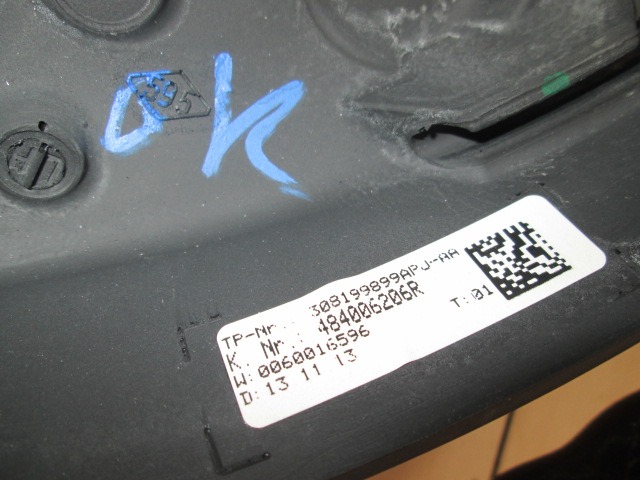 OK
TP-Nr.: 308199899APJ-AA
K. Nr.: 484006206R
W: 0060016596
T: 01
D: 13 11 13